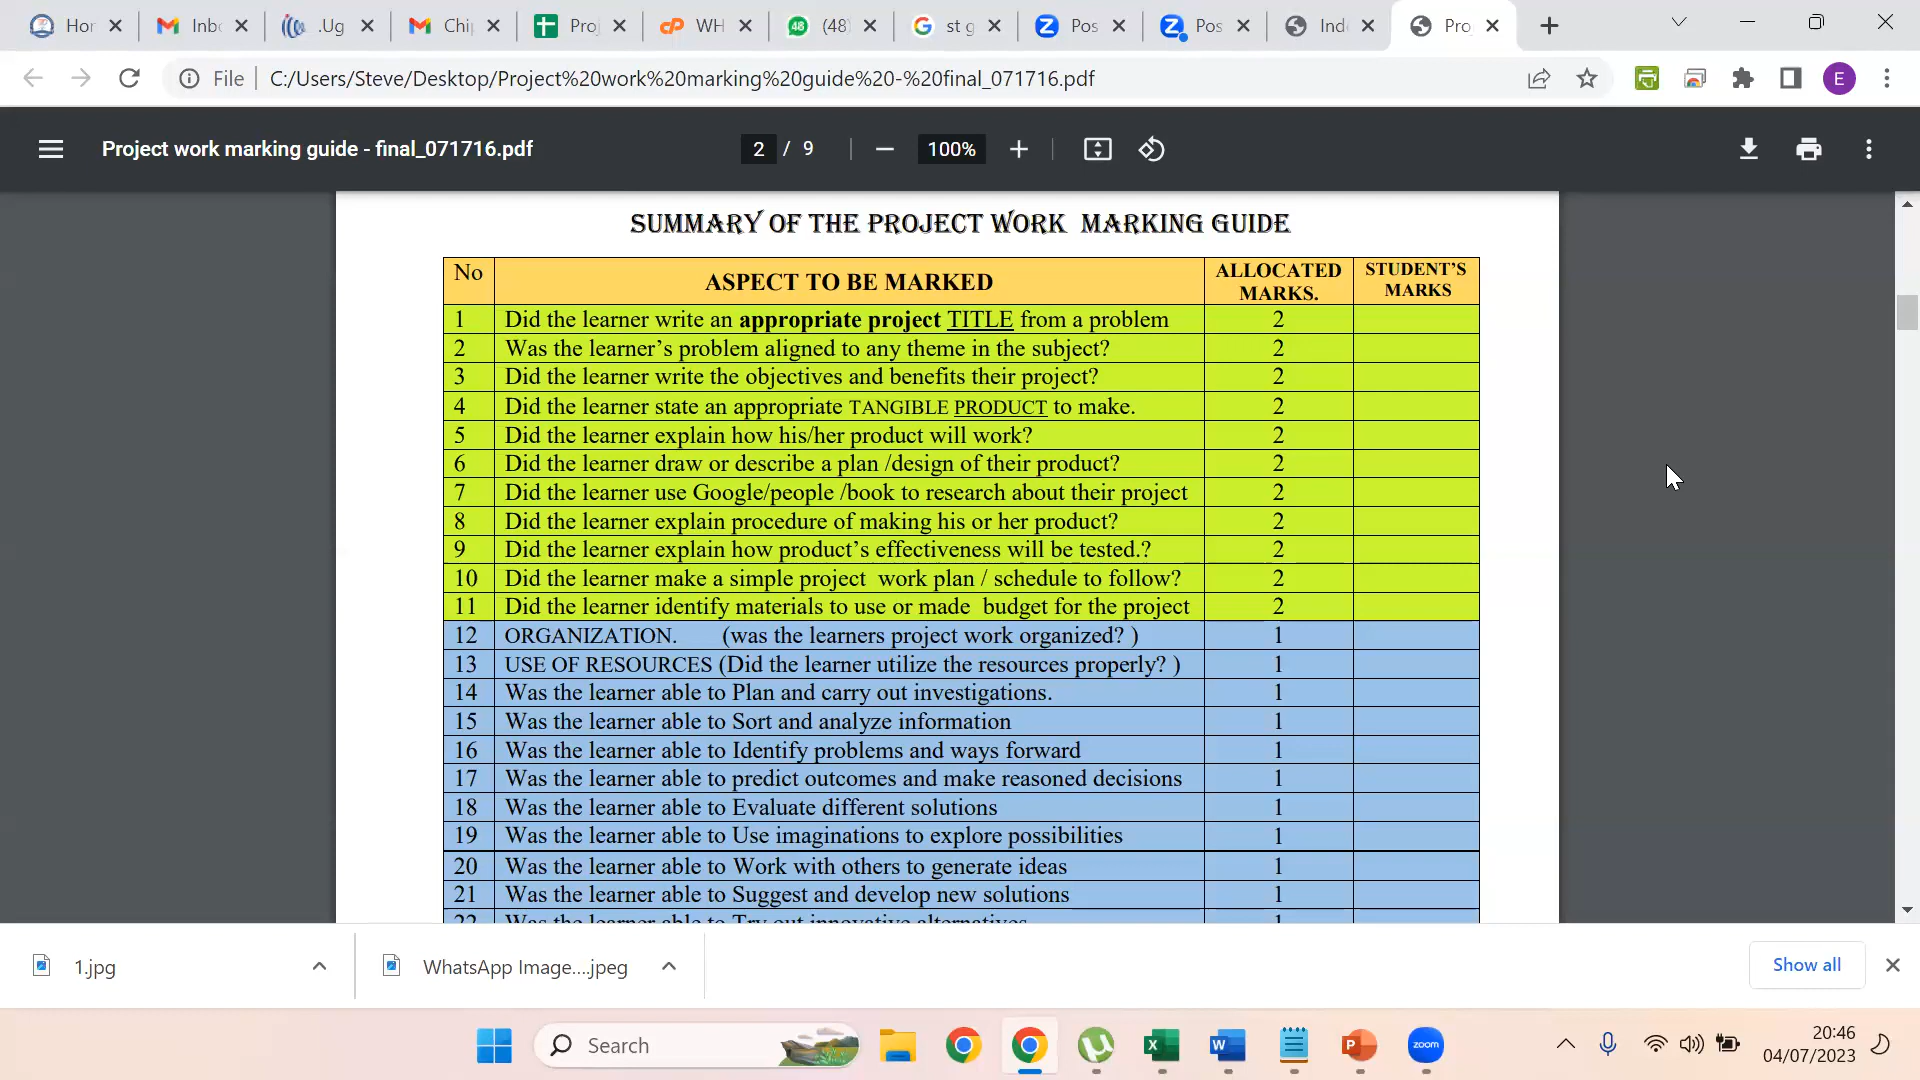 Hor
Inbo
.Ug
Chi
Proj
WH
(48)
st g
Pos
Pos
Ind
Pro
File
C:/Users/Steve/Desktop/Project%20work%20marking%20guide%20-%20final_071716.pdf
E
Project work marking guide - final_071716.pdf
2 / 9
100%
SUMMARY OF THE PROJECT WORK MARKING GUIDE
No ASPECT TO BE MARKED ALLOCATED MARKS. STUDENT'S MARKS
1 Did the learner write an appropriate project TITLE from a problem 2
2 Was the learner's problem aligned to any theme in the subject? 2
3 Did the learner write the objectives and benefits their project? 2
4 Did the learner state an appropriate TANGIBLE PRODUCT to make. 2
5 Did the learner explain how his/her product will work? 2
6 Did the learner draw or describe a plan /design of their product? 2
7 Did the learner use Google/people /book to research about their project 2
8 Did the learner explain procedure of making his or her product? 2
9 Did the learner explain how product's effectiveness will be tested.? 2
10 Did the learner make a simple project work plan / schedule to follow? 2
11 Did the learner identify materials to use or made budget for the project 2
12 ORGANIZATION. (was the learners project work organized? ) 1
13 USE OF RESOURCES (Did the learner utilize the resources properly? ) 1
14 Was the learner able to Plan and carry out investigations. 1
15 Was the learner able to Sort and analyze information 1
16 Was the learner able to Identify problems and ways forward 1
17 Was the learner able to predict outcomes and make reasoned decisions 1
18 Was the learner able to Evaluate different solutions 1
19 Was the learner able to Use imaginations to explore possibilities 1
20 Was the learner able to Work with others to generate ideas 1
21 Was the learner able to Suggest and develop new solutions 1
22 Was the learner able to Try out innovative alternatives 1
1.jpg
WhatsApp Image....jpeg
Show all
Search
zoom
20:46
04/07/2023